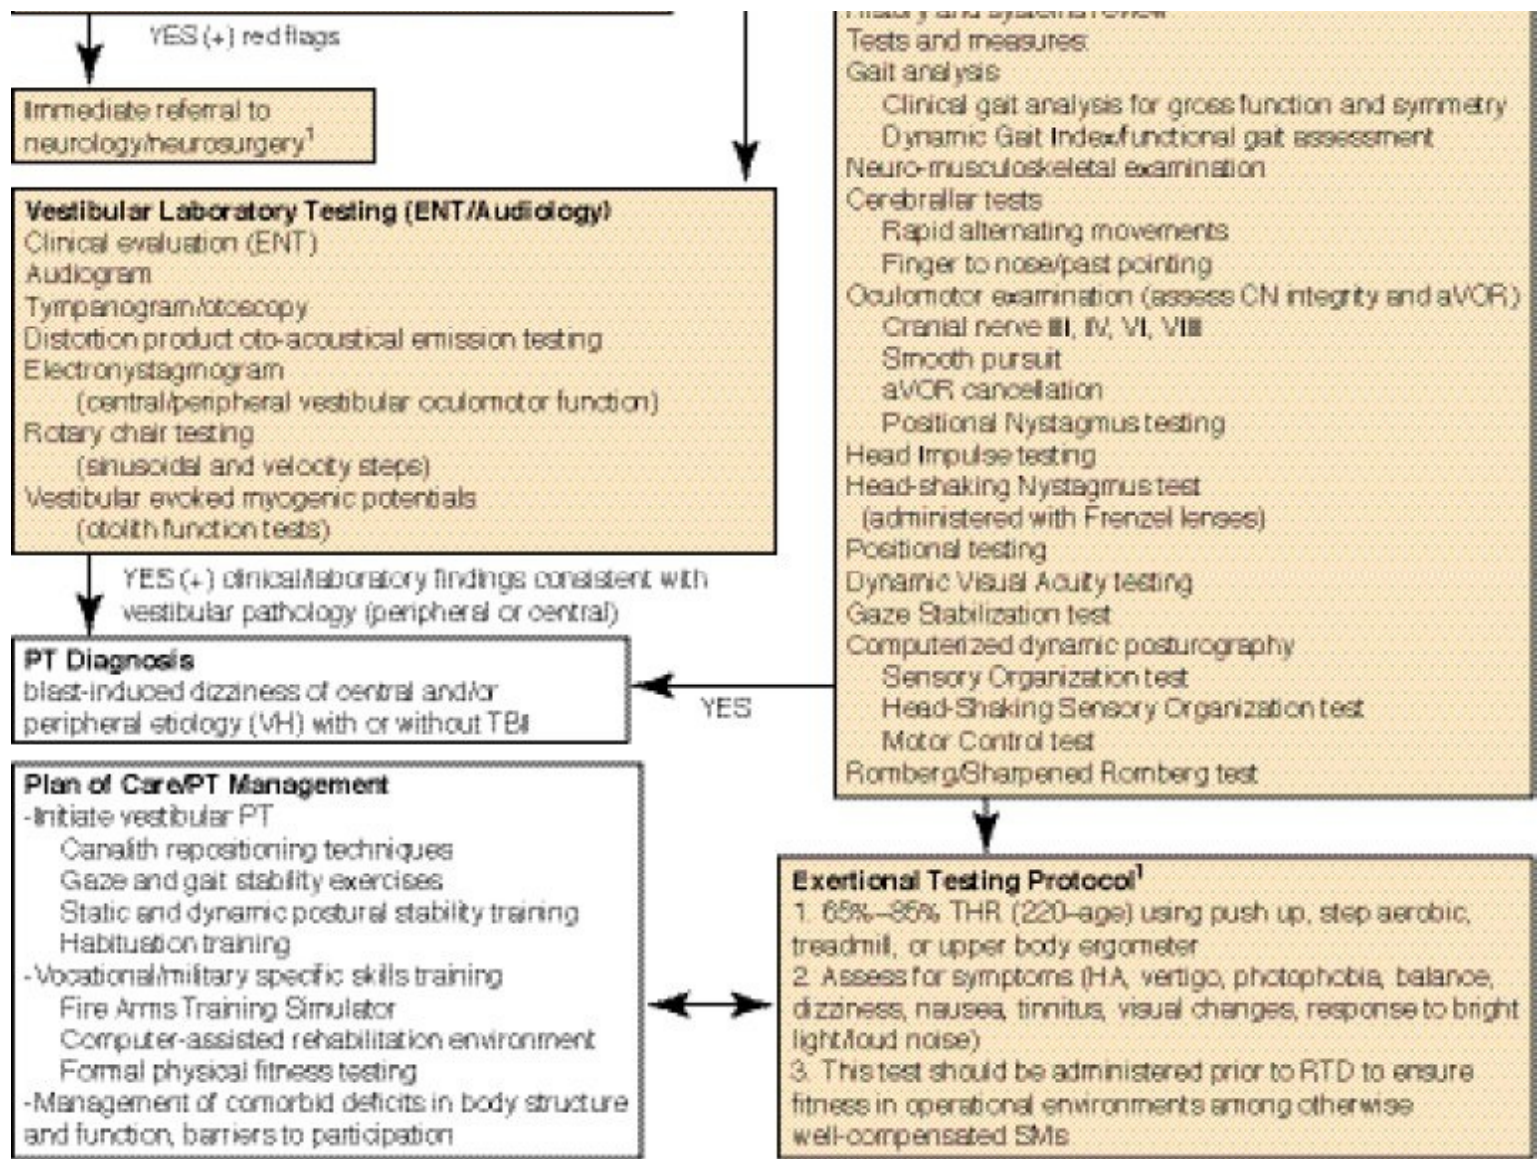 YES (+) red flags
Immediate referral to
neurology/neurosurgery1
Vestibular Laboratory Testing (ENT/Audiology)
Clinical evaluation (ENT)
Audiogram
Tympanogram/otoscopy
Distortion product oto-acoustical emission testing
Electronystagmogram
(central/peripheral vestibular oculomotor function)
Rotary chair testing
(sinusoidal and velocity steps)
Vestibular evoked myogenic potentials
(otolith function tests)
YES (+) clinical/laboratory findings consistent with
vestibular pathology (peripheral or central)
PT Diagnosis
blast-induced dizziness of central and/or
peripheral etiology (VH) with or without TBI
YES
Plan of Care/PT Management
-Initiate vestibular PT
Canalith repositioning techniques
Gaze and gait stability exercises
Static and dynamic postural stability training
Habituation training
-Vocational/military specific skills training
Fire Arms Training Simulator
Computer-assisted rehabilitation environment
Formal physical fitness testing
-Management of comorbid deficits in body structure
and function, barriers to participation
History and systems review
Tests and measures:
Gait analysis
Clinical gait analysis for gross function and symmetry
Dynamic Gait Index/functional gait assessment
Neuro-musculoskeletal examination
Cerebrallar tests
Rapid alternating movements
Finger to nose/past pointing
Oculomotor examination (assess CN integrity and aVOR)
Cranial nerve III, IV, VI, VIII
Smooth pursuit
aVOR cancellation
Positional Nystagmus testing
Head Impulse testing
Head-shaking Nystagmus test
(administered with Frenzel lenses)
Positional testing
Dynamic Visual Acuity testing
Gaze Stabilization test
Computerized dynamic posturography
Sensory Organization test
Head-Shaking Sensory Organization test
Motor Control test
Romberg/Sharpened Romberg test
Exertional Testing Protocol1
1. 65%–85% THR (220–age) using push up, step aerobic,
treadmill, or upper body ergometer
2. Assess for symptoms (HA, vertigo, photophobia, balance,
dizziness, nausea, tinnitus, visual changes, response to bright
light/loud noise)
3. This test should be administered prior to RTD to ensure
fitness in operational environments among otherwise
well-compensated SMs